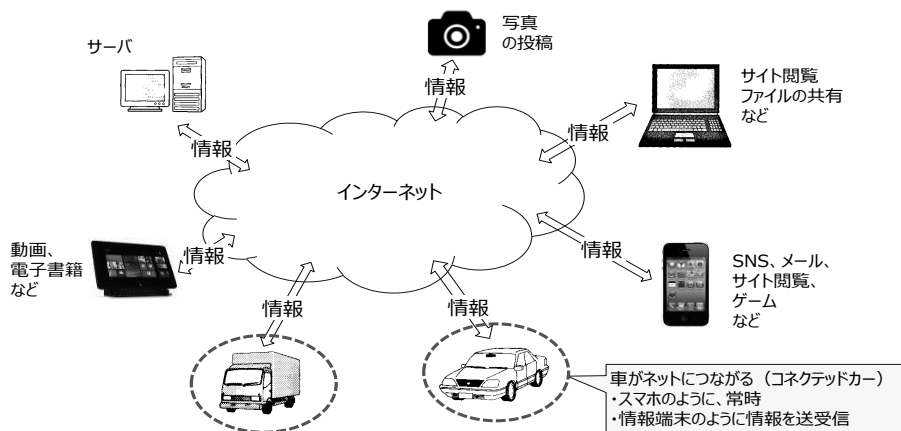 写真
の投稿
サーバ
情報
サイト閲覧
ファイルの共有
など
情報
情報
インターネット
動画、
電子書籍
など
情報
情報
SNS、メール、
サイト閲覧、
ゲーム
など
情報
情報
車がネットにつながる（コネクテッドカー）
・スマホのように、常時
・情報端末のように情報を送受信